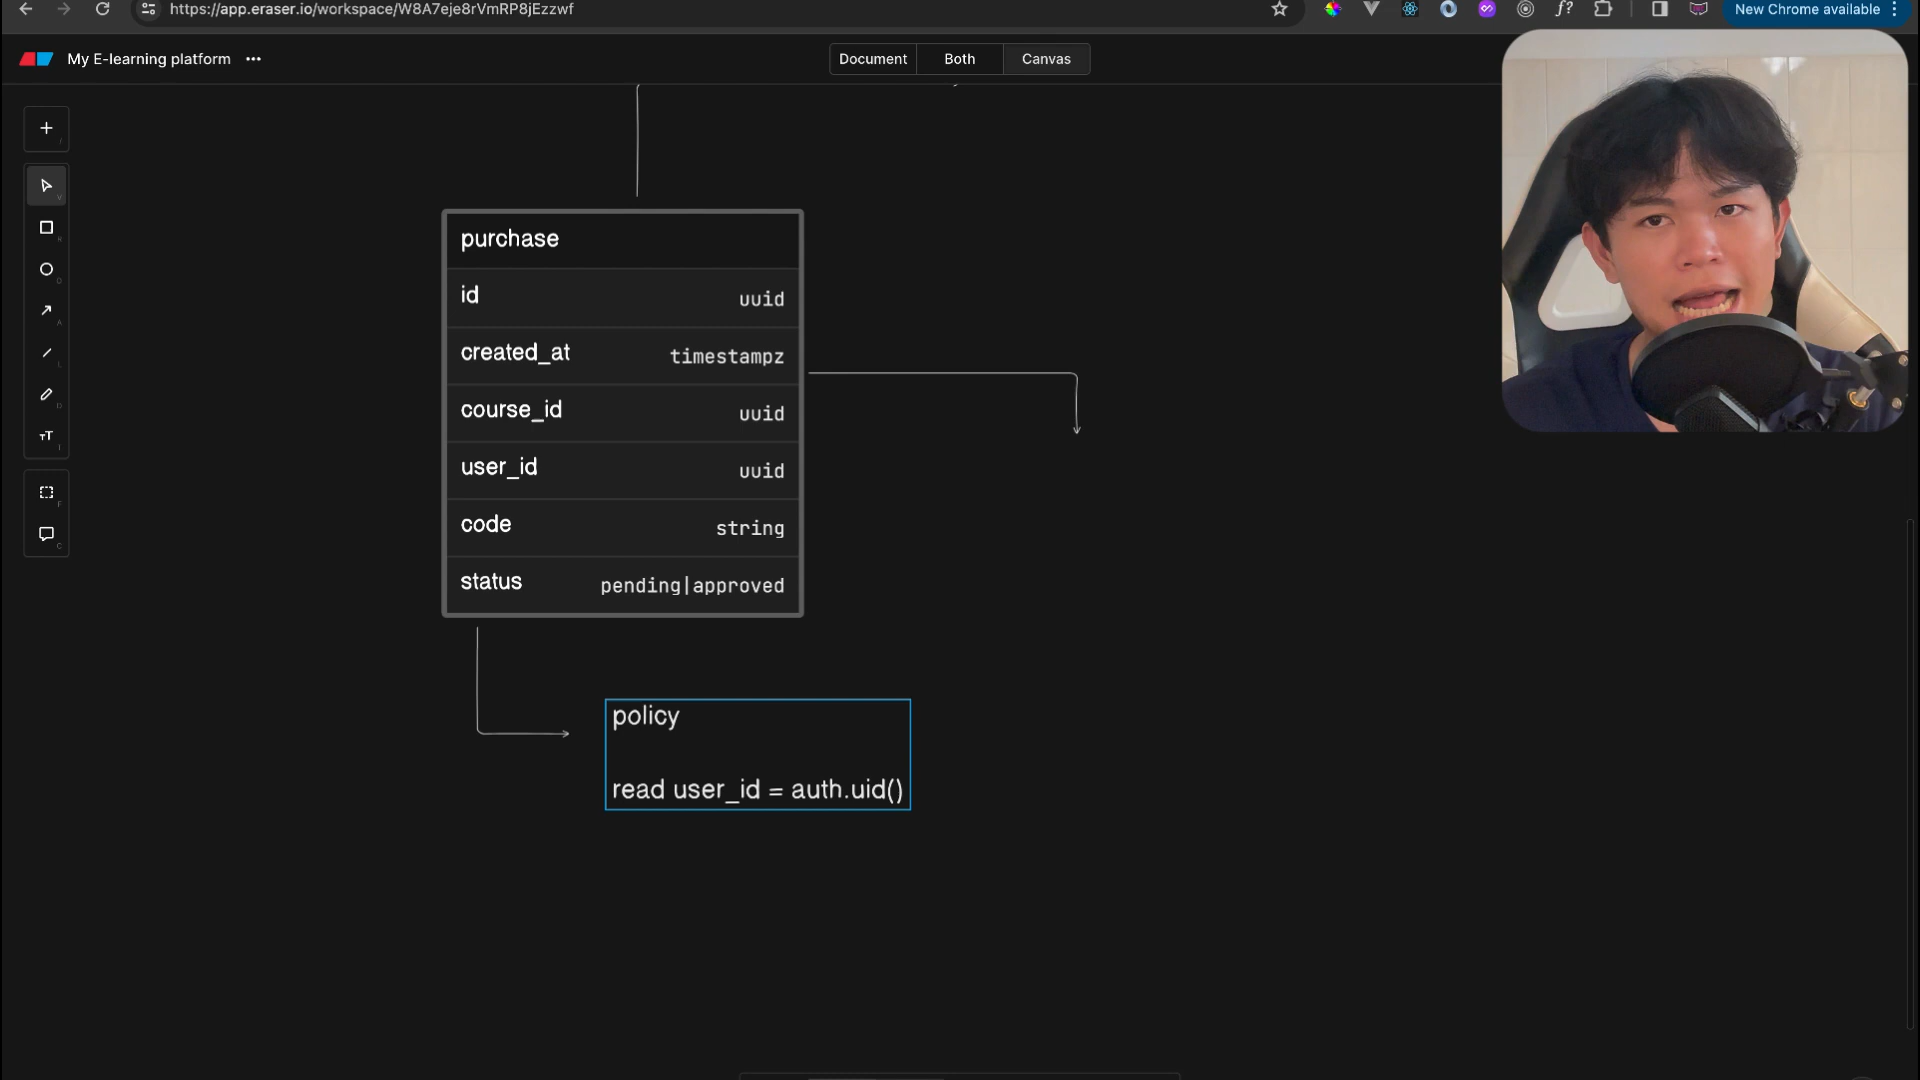 https://app.eraser.io/workspace/W8A7eje8rVmRP8jEzzwf
f?
New Chrome available
My E-learning platform
Document
Both
Canvas
purchase
id uuid
created_at timestampz
course_id uuid
user_id uuid
code string
status pending|approved
policy
read user_id = auth.uid()